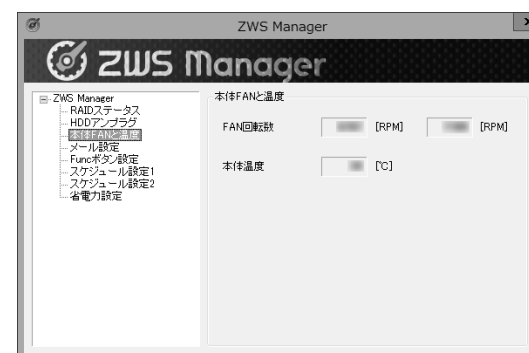 ZWS Manager
ZWS Manager
ZWS Manager
RAIDステータス
HDDアンプラグ
本体FANと温度
メール設定
Funcボタン設定
スケジュール設定1
スケジュール設定2
省電力設定
本体FANと温度
FAN回転数 [RPM] [RPM]
本体温度 [℃]